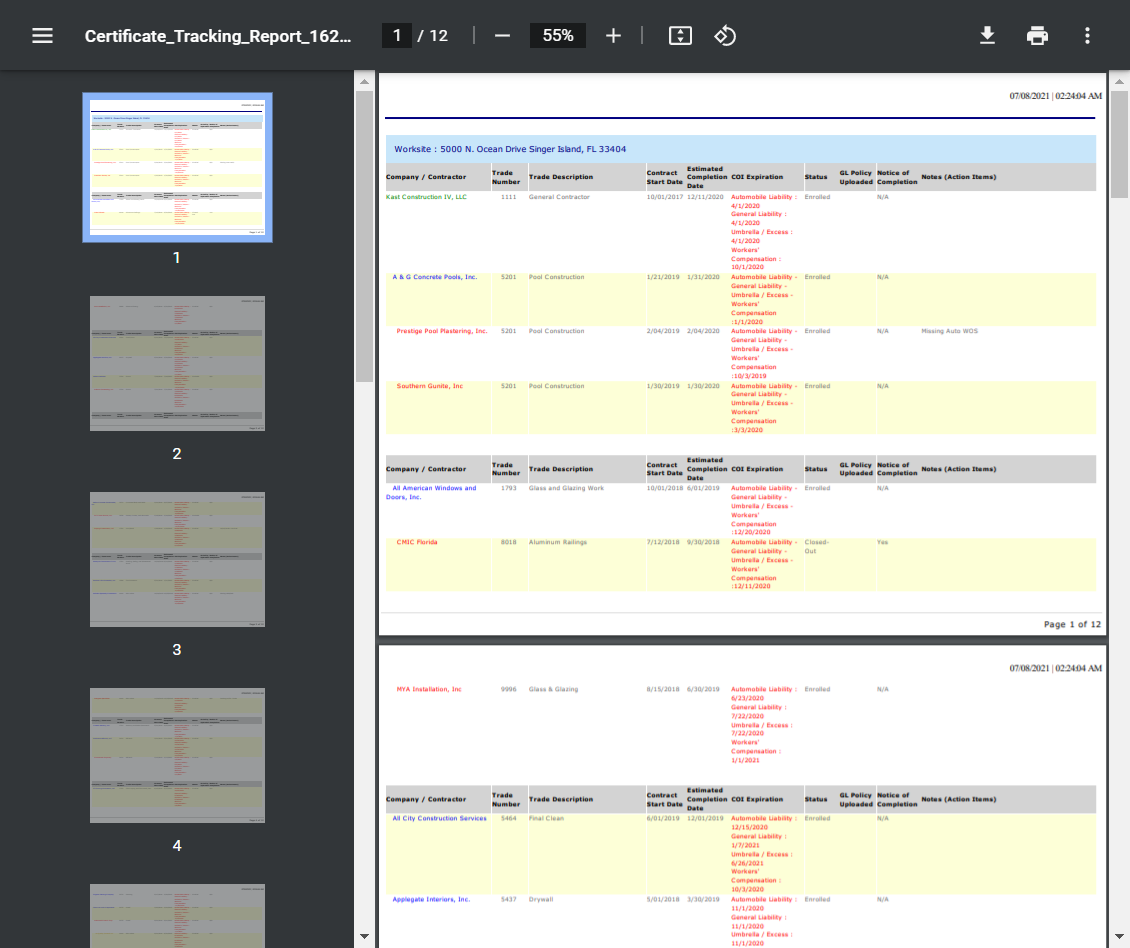 Certificate_Tracking_Report_162...
1 / 12
55%
07/08/2021 | 02:24:04 AM
Worksite : 5000 N. Ocean Drive Singer Island, FL 33404
Company / Contractor Trade Number Trade Description Contract Start Date Estimated Completion Date COI Expiration Status GL Policy Uploaded Notice of Completion Notes (Action Items)
Kast Construction IV, LLC 1111 General Contractor 10/01/2017 12/11/2020 Automobile Liability : Enrolled N/A
4/1/2020
General Liability :
4/1/2020
Umbrella / Excess :
4/1/2020
Workers'
Compensation :
10/1/2020
A & G Concrete Pools, Inc. 5201 Pool Construction 1/21/2019 1/31/2020 Automobile Liability - Enrolled N/A
General Liability -
Umbrella / Excess -
Workers'
Compensation
:1/1/2020
Prestige Pool Plastering, Inc. 5201 Pool Construction 2/04/2019 2/04/2020 Automobile Liability - Enrolled N/A Missing Auto WOS
General Liability -
Umbrella / Excess -
Workers'
Compensation
:10/3/2019
Southern Gunite, Inc 5201 Pool Construction 1/30/2019 1/30/2020 Automobile Liability - Enrolled N/A
General Liability -
Umbrella / Excess -
Workers'
Compensation
:3/3/2020
Company / Contractor Trade Number Trade Description Contract Start Date Estimated Completion Date COI Expiration Status GL Policy Uploaded Notice of Completion Notes (Action Items)
All American Windows and 1793 Glass and Glazing Work 10/01/2018 6/01/2019 Automobile Liability - Enrolled N/A
Doors, Inc. General Liability -
Umbrella / Excess -
Workers'
Compensation
:12/20/2020
CMIC Florida 8018 Aluminum Railings 7/12/2018 9/30/2018 Automobile Liability - Closed- Yes
General Liability - Out
Umbrella / Excess -
Workers'
Compensation
:12/11/2020
Page 1 of 12
07/08/2021 | 02:24:04 AM
MYA Installation, Inc 9996 Glass & Glazing 8/15/2018 6/30/2019 Automobile Liability : Enrolled N/A
6/23/2020
General Liability :
7/22/2020
Umbrella / Excess :
7/22/2020
Workers'
Compensation :
1/1/2021
Company / Contractor Trade Number Trade Description Contract Start Date Estimated Completion Date COI Expiration Status GL Policy Uploaded Notice of Completion Notes (Action Items)
All City Construction Services 5464 Final Clean 6/01/2019 12/01/2019 Automobile Liability : Enrolled N/A
12/15/2020
General Liability :
1/7/2021
Umbrella / Excess :
6/26/2021
Workers'
Compensation :
10/3/2020
Applegate Interiors, Inc. 5437 Drywall 5/01/2018 3/30/2019 Automobile Liability : Enrolled N/A
11/1/2020
General Liability :
11/1/2020
Umbrella / Excess :
11/1/2020
1
2
3
4